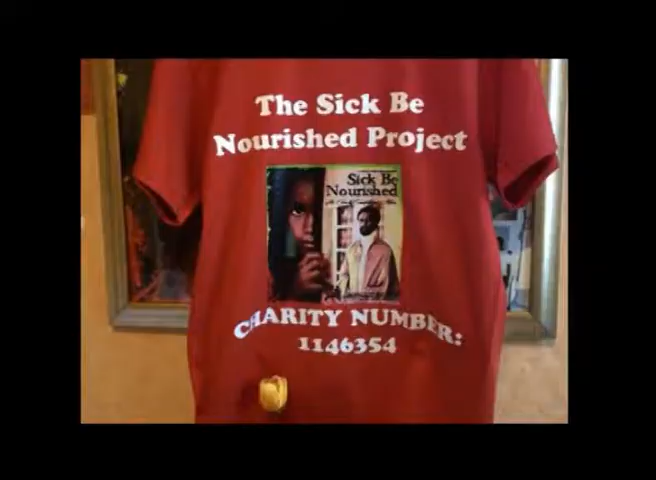 The Sick Be
Nourished Project
Sick Be
Nourished
CHARITY NUMBER:
1146354